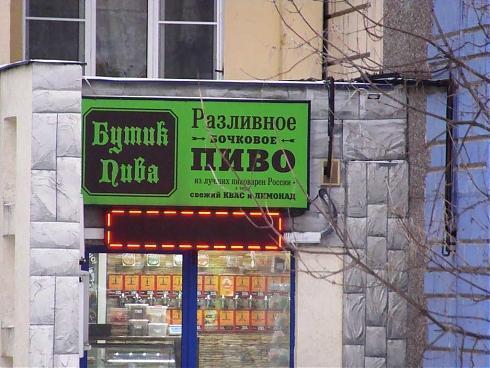 Бутик
Пива
Разливное
БОЧКОВОЕ
ПИВО
из лучших пивоварен России
свежий КВАС и ЛИМОНАД